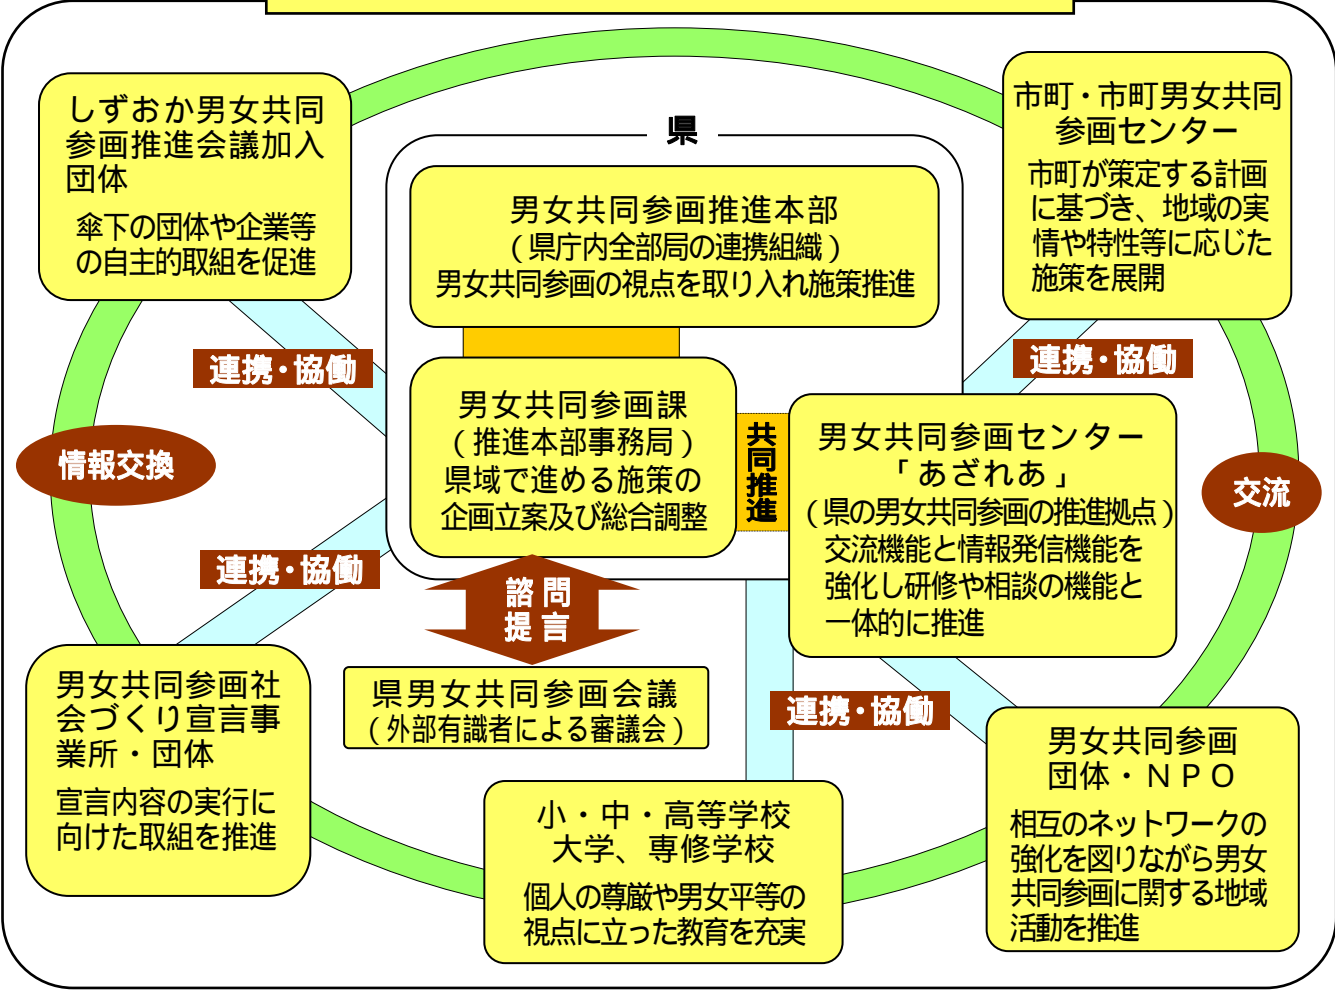 しずおか男女共同
参画推進会議加入
団体
傘下の団体や企業等
の自主的取組を促進
県
男女共同参画推進本部
（県庁内全部局の連携組織）
男女共同参画の視点を取り入れ施策推進
市町・市町男女共同
参画センター
市町が策定する計画
に基づき、地域の実
情や特性等に応じた
施策を展開
連携・協働
連携・協働
男女共同参画課
（推進本部事務局）
県域で進める施策の
企画立案及び総合調整
共同推進
男女共同参画センター
「あざれあ」
（県の男女共同参画の推進拠点）
交流機能と情報発信機能を
強化し研修や相談の機能と
一体的に推進
情報交換
交流
連携・協働
諮問
提言
県男女共同参画会議
（外部有識者による審議会）
連携・協働
男女共同参画社
会づくり宣言事
業所・団体
宣言内容の実行に
向けた取組を推進
小・中・高等学校
大学、専修学校
個人の尊厳や男女平等の
視点に立った教育を充実
男女共同参画
団体・ＮＰＯ
相互のネットワークの
強化を図りながら男女
共同参画に関する地域
活動を推進